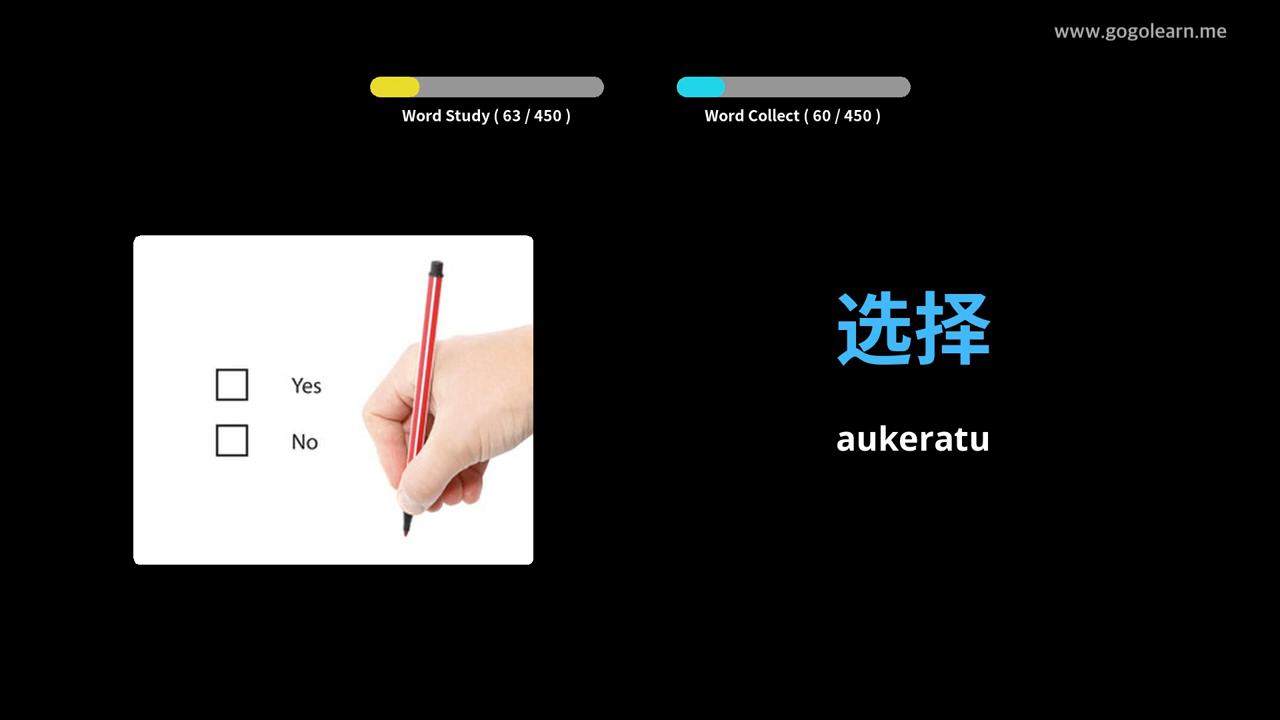 www.gogolearn.me
Word Study ( 63 / 450 )
Word Collect ( 60 / 450 )
Yes
No
选择
aukeratu